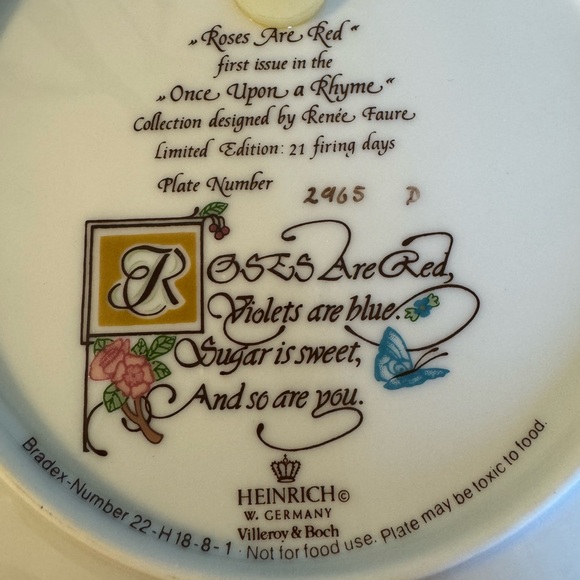 „Roses Are Red“
first issue in the
„Once Upon a Rhyme“
Collection designed by Renée Faure
Limited Edition: 21 firing days
Plate Number 2965 D
ROSES Are Red,
Violets are blue.
Sugar is sweet,
And so are you.
HEINRICH©
W. GERMANY
Villeroy & Boch
Bradex-Number 22-H18-8-1 · Not for food use. Plate may be toxic to food.